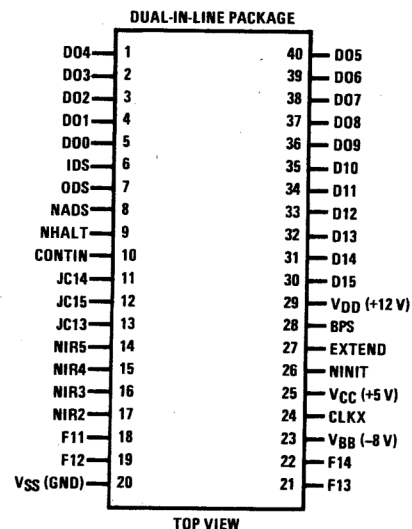 DUAL-IN-LINE PACKAGE
DO4 1 40 DO5
DO3 2 39 DO6
DO2 3 38 DO7
DO1 4 37 DO8
DO0 5 36 DO9
IDS 6 35 D10
ODS 7 34 D11
NADS 8 33 D12
NHALT 9 32 D13
CONTIN 10 31 D14
JC14 11 30 D15
JC15 12 29 VDD (+12 V)
JC13 13 28 BPS
NIR5 14 27 EXTEND
NIR4 15 26 NINIT
NIR3 16 25 VCC (+5 V)
NIR2 17 24 CLKX
F11 18 23 VBB (–8 V)
F12 19 22 F14
VSS (GND) 20 21 F13
TOP VIEW